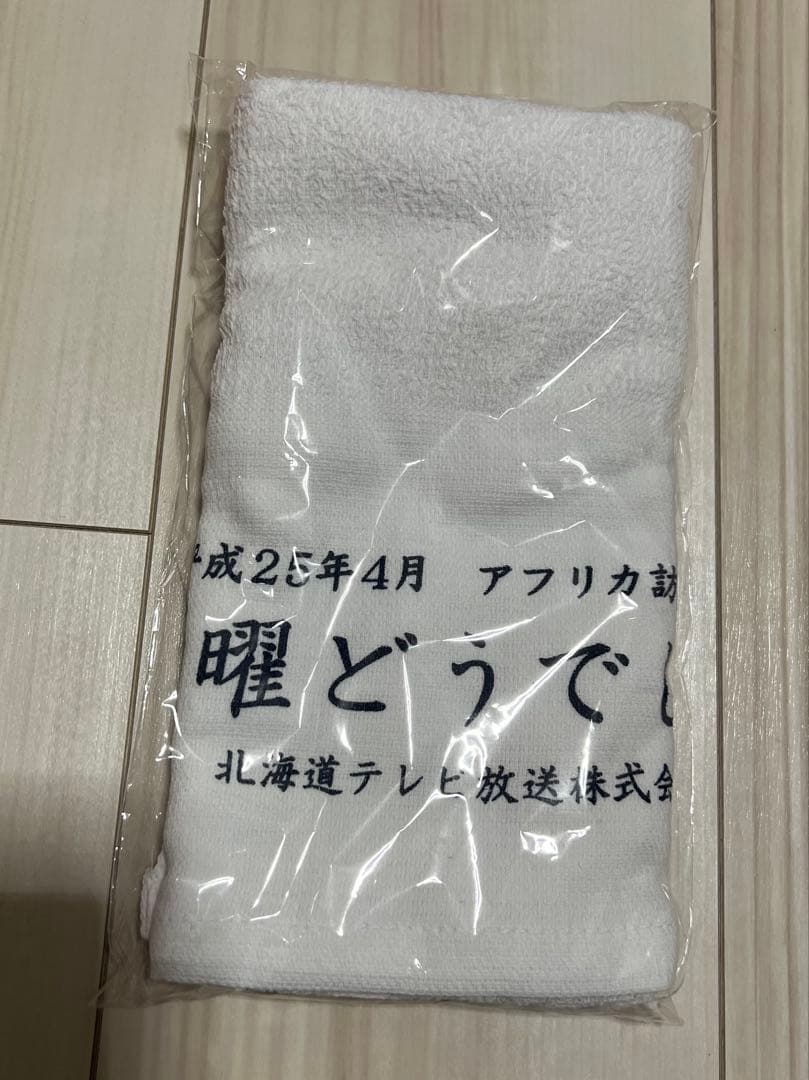 平成25年4月 アフリカ訪
曜どうでし
北海道テレビ放送株式会